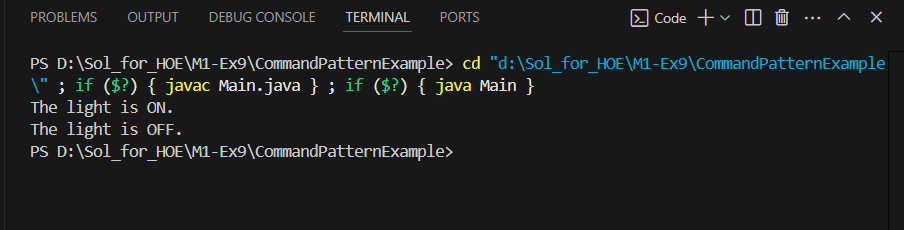 PROBLEMS OUTPUT DEBUG CONSOLE TERMINAL PORTS Code
PS D:\Sol_for_HOE\M1-Ex9\CommandPatternExample> cd "d:\Sol_for_HOE\M1-Ex9\CommandPatternExample
\" ; if ($?) { javac Main.java } ; if ($?) { java Main }
The light is ON.
The light is OFF.
PS D:\Sol_for_HOE\M1-Ex9\CommandPatternExample>